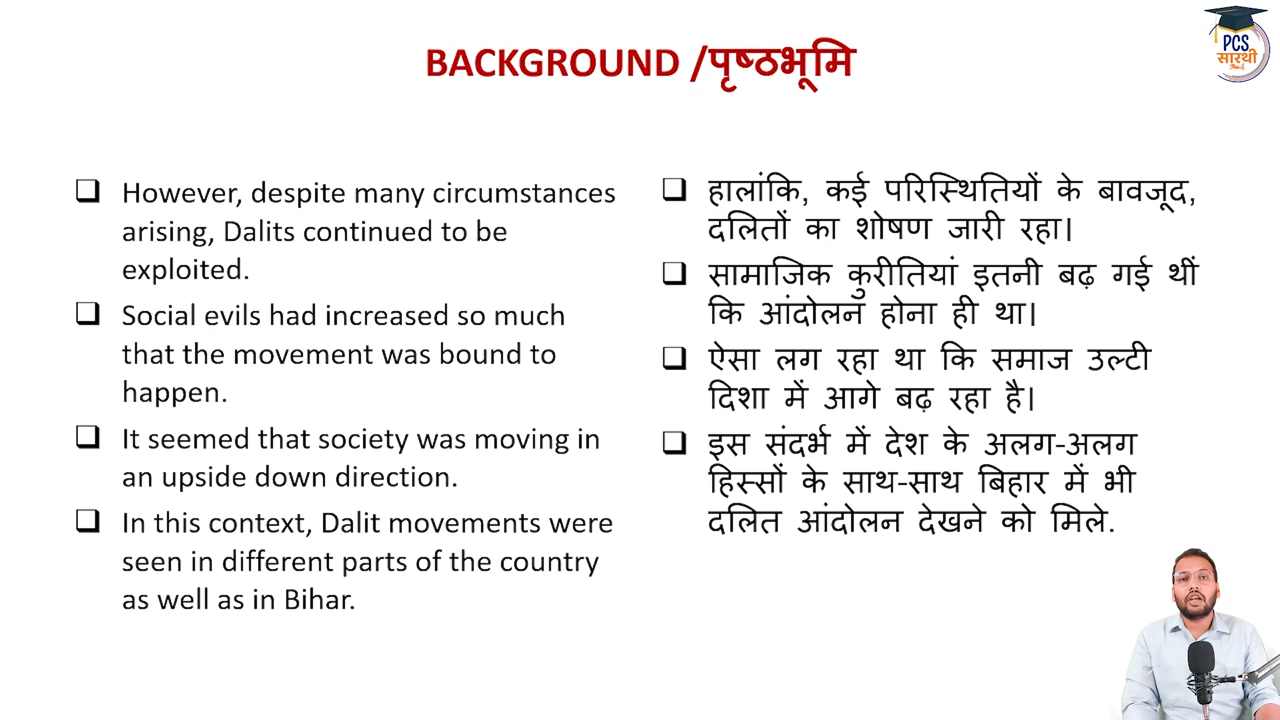 BACKGROUND /पृष्ठभूमि
PCS
सारथी
However, despite many circumstances
arising, Dalits continued to be
exploited.
Social evils had increased so much
that the movement was bound to
happen.
It seemed that society was moving in
an upside down direction.
In this context, Dalit movements were
seen in different parts of the country
as well as in Bihar.
हालांकि, कई परिस्थितियों के बावजूद,
दलितों का शोषण जारी रहा।
सामाजिक कुरीतियां इतनी बढ़ गई थीं
कि आंदोलन होना ही था।
ऐसा लग रहा था कि समाज उल्टी
दिशा में आगे बढ़ रहा है।
इस संदर्भ में देश के अलग-अलग
हिस्सों के साथ-साथ बिहार में भी
दलित आंदोलन देखने को मिले.